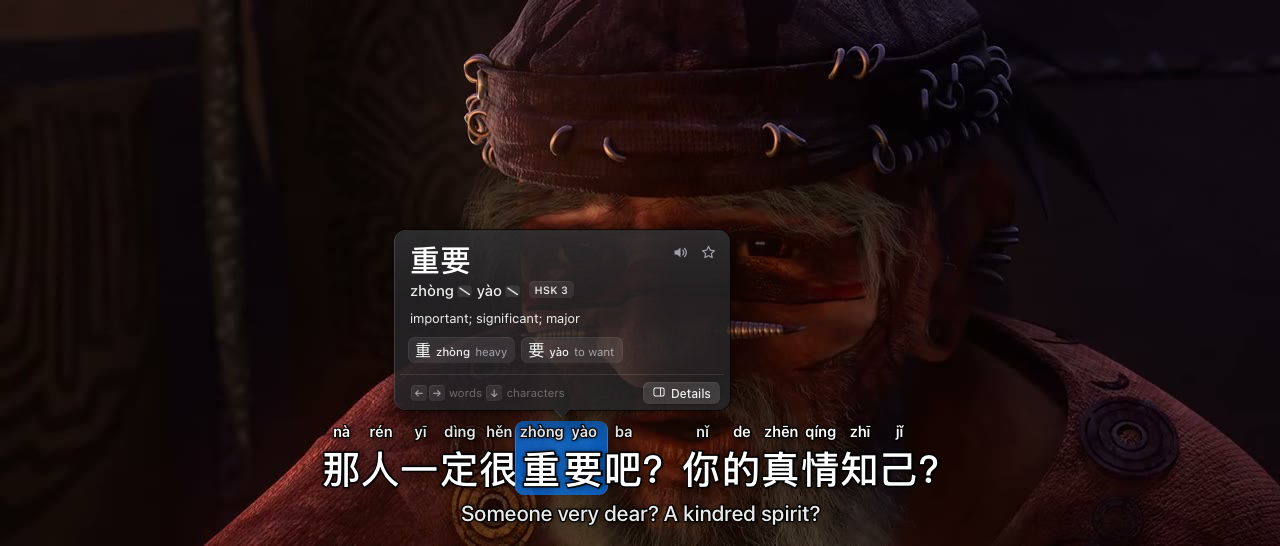 重要
zhòng yào HSK 3
important; significant; major
重 zhòng heavy 要 yào to want
← → words ↓ characters Details
nà rén yī dìng hěn zhòng yào ba nǐ de zhēn qíng zhī jǐ
那人一定很重要吧？你的真情知己？
Someone very dear? A kindred spirit?